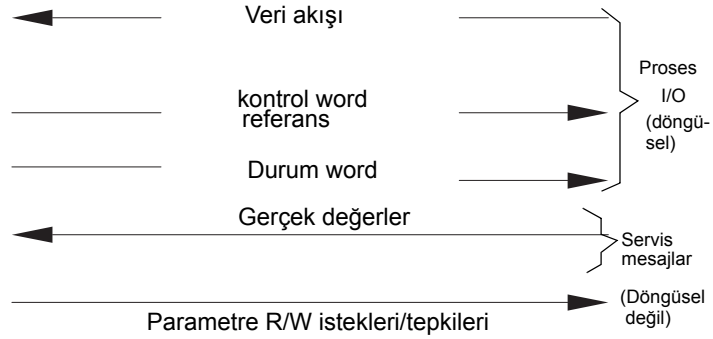 Veri akışı
kontrol word
referans
Durum word
Gerçek değerler
Parametre R/W istekleri/tepkileri
Proses
I/O
(döngü-
sel)
Servis
mesajlar
(Döngüsel
değil)